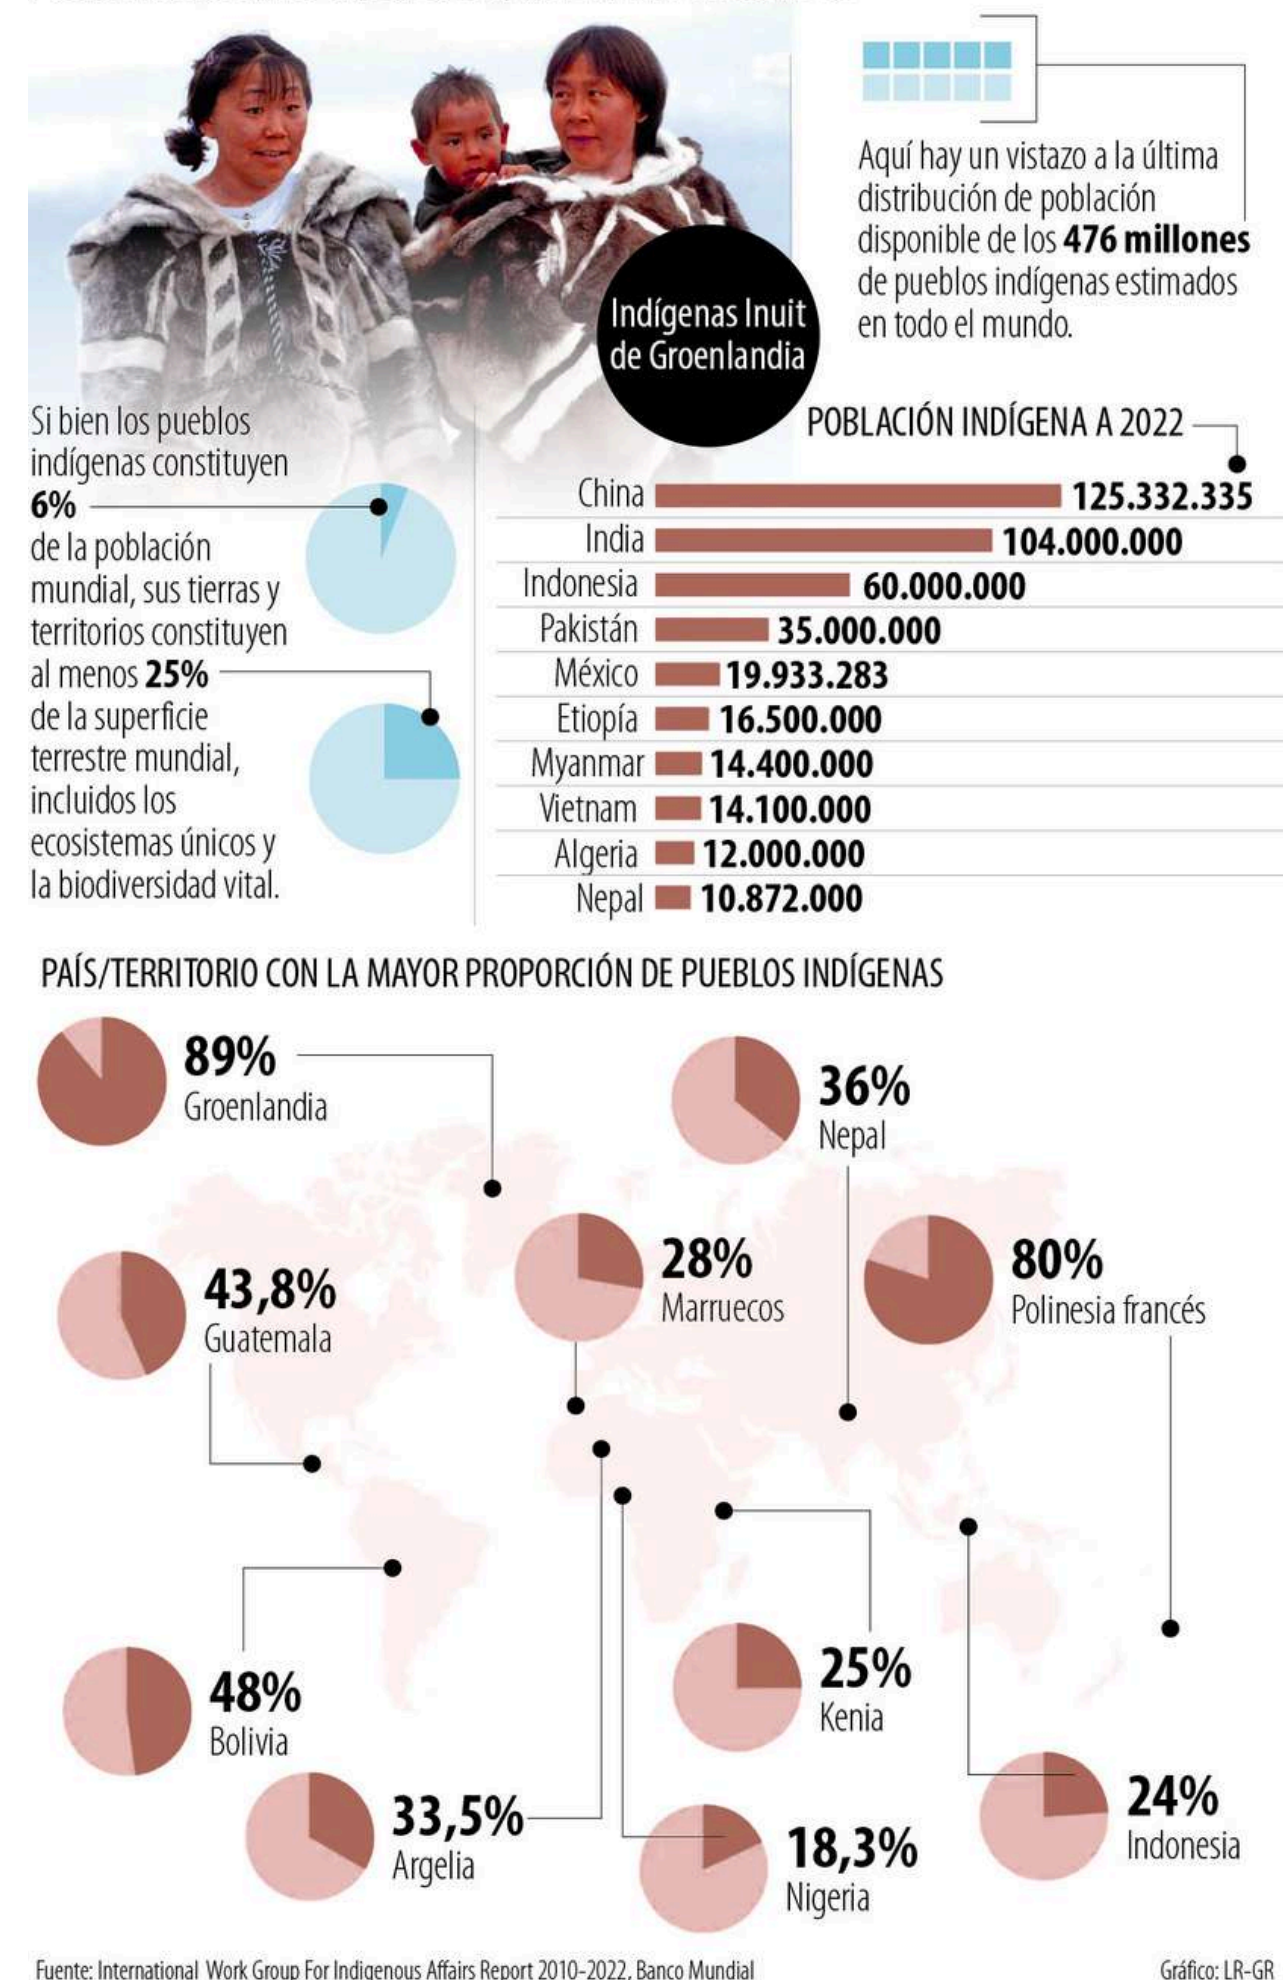 Aquí hay un vistazo a la última
distribución de población
disponible de los 476 millones
de pueblos indígenas estimados
en todo el mundo.
Indígenas Inuit
de Groenlandia
Si bien los pueblos
indígenas constituyen
6%
de la población
mundial, sus tierras y
territorios constituyen
al menos 25%
de la superficie
terrestre mundial,
incluidos los
ecosistemas únicos y
la biodiversidad vital.
POBLACIÓN INDÍGENA A 2022
China 125.332.335
India 104.000.000
Indonesia 60.000.000
Pakistán 35.000.000
México 19.933.283
Etiopía 16.500.000
Myanmar 14.400.000
Vietnam 14.100.000
Algeria 12.000.000
Nepal 10.872.000
PAÍS/TERRITORIO CON LA MAYOR PROPORCIÓN DE PUEBLOS INDÍGENAS
89%
Groenlandia
36%
Nepal
43,8%
Guatemala
28%
Marruecos
80%
Polinesia francés
48%
Bolivia
25%
Kenia
33,5%
Argelia
18,3%
Nigeria
24%
Indonesia
Fuente: International Work Group For Indigenous Affairs Report 2010-2022, Banco Mundial
Gráfico: LR-GR